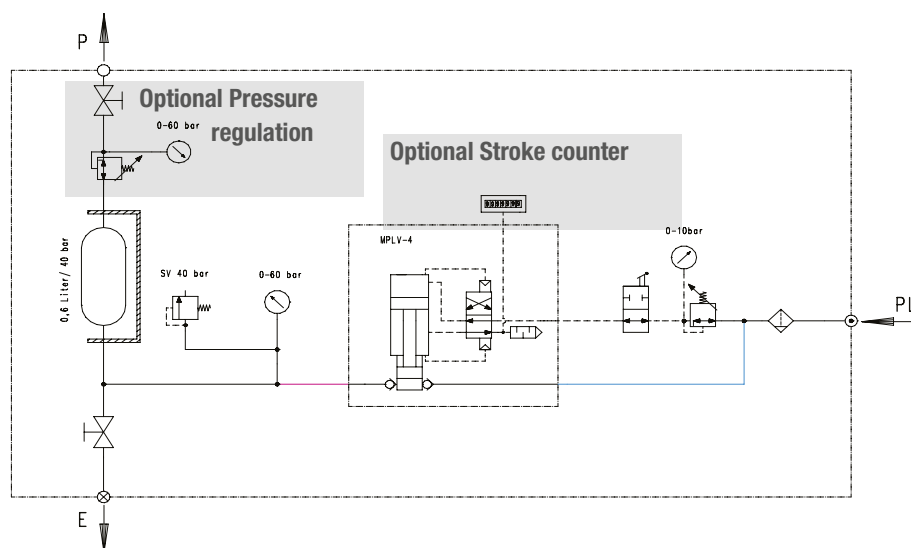 P
Optional Pressure
regulation
0-60 bar
Optional Stroke counter
MPLV-4
0-10bar
0,6 Liter/ 40 bar
SV 40 bar
0-60 bar
PL
E